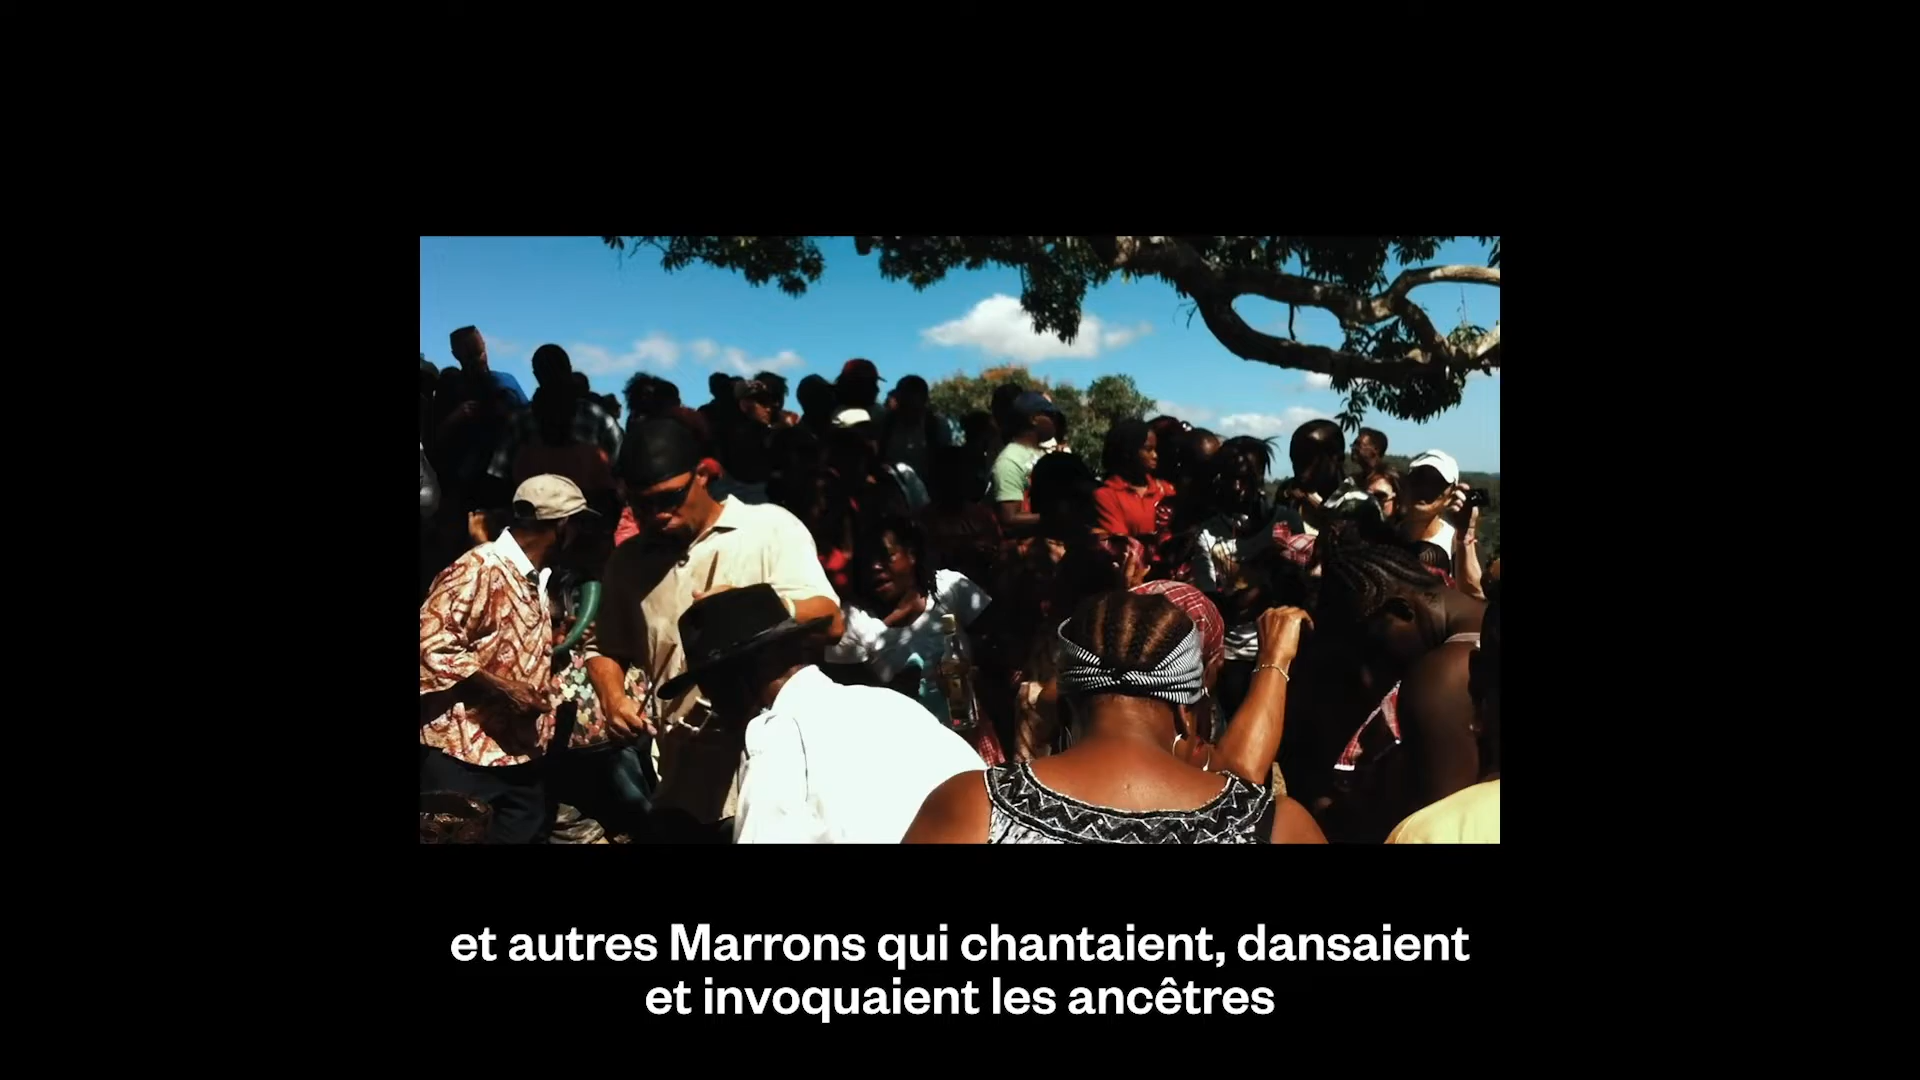 et autres Marrons qui chantaient, dansaient
et invoquaient les ancêtres